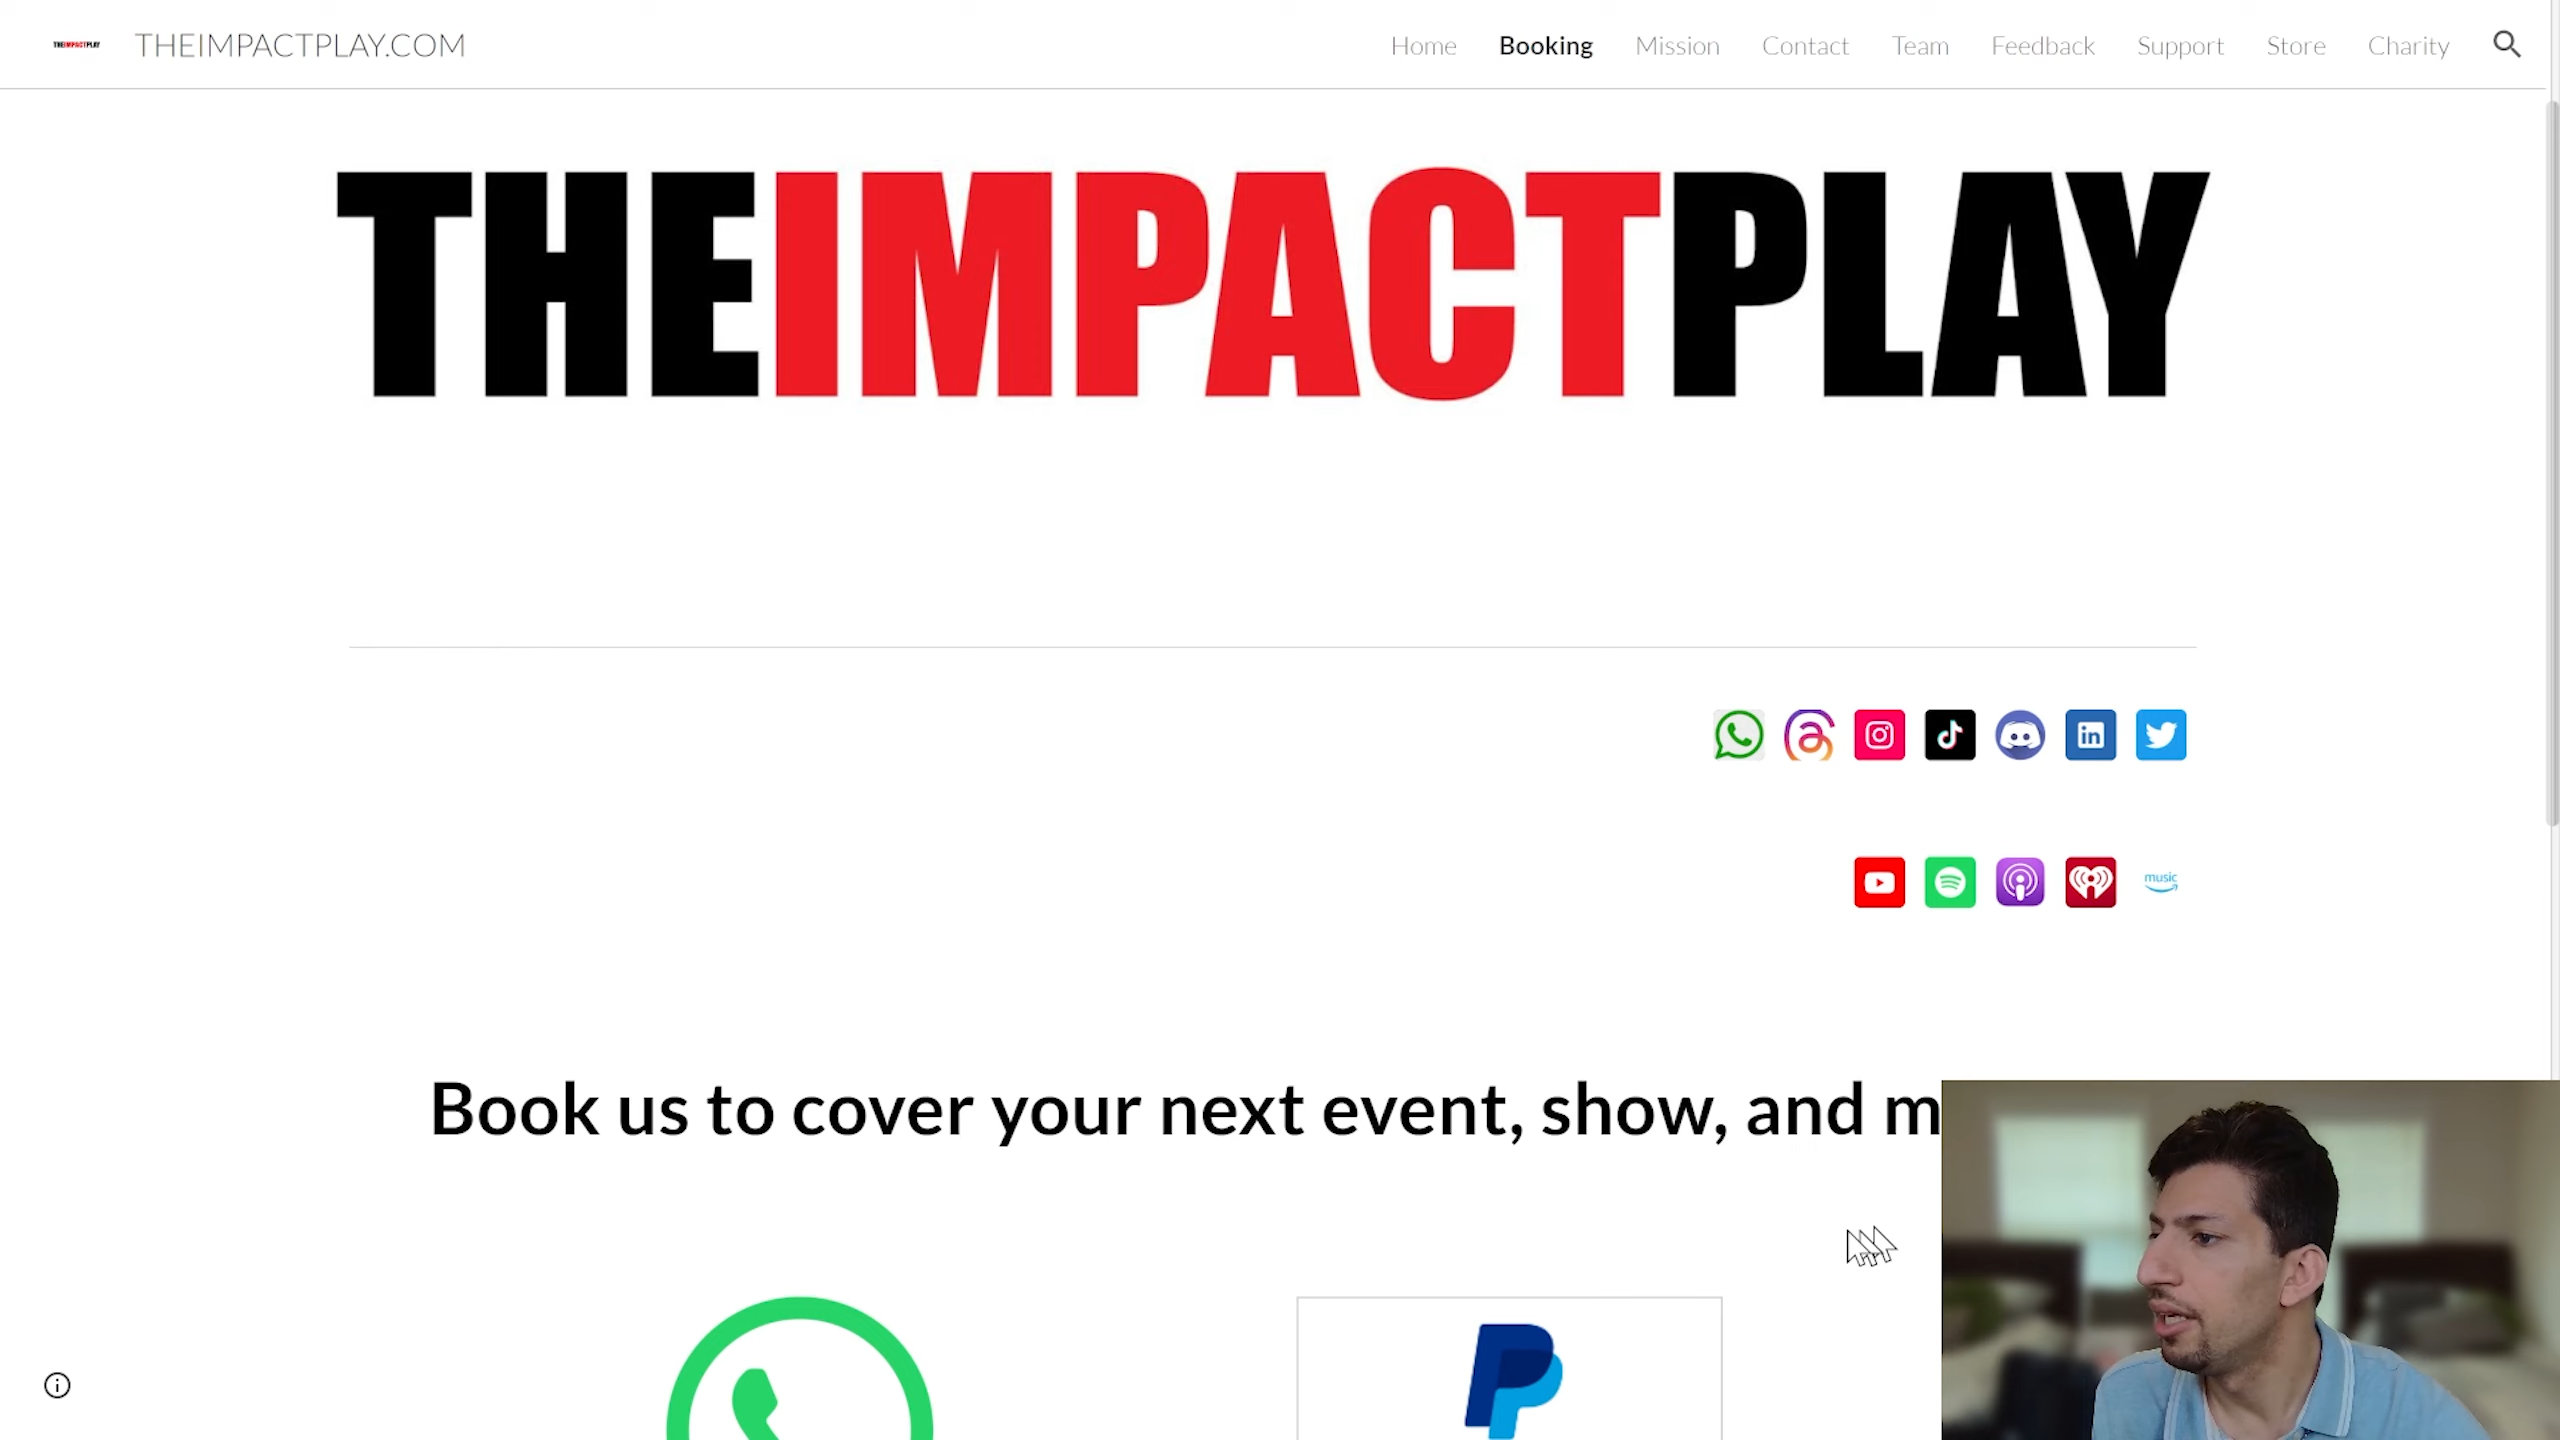 THEIMPACTPLAY THEIMPACTPLAY.COM Home Booking Mission Contact Team Feedback Support Store Charity
THEIMPACTPLAY
music
Book us to cover your next event, show, and m